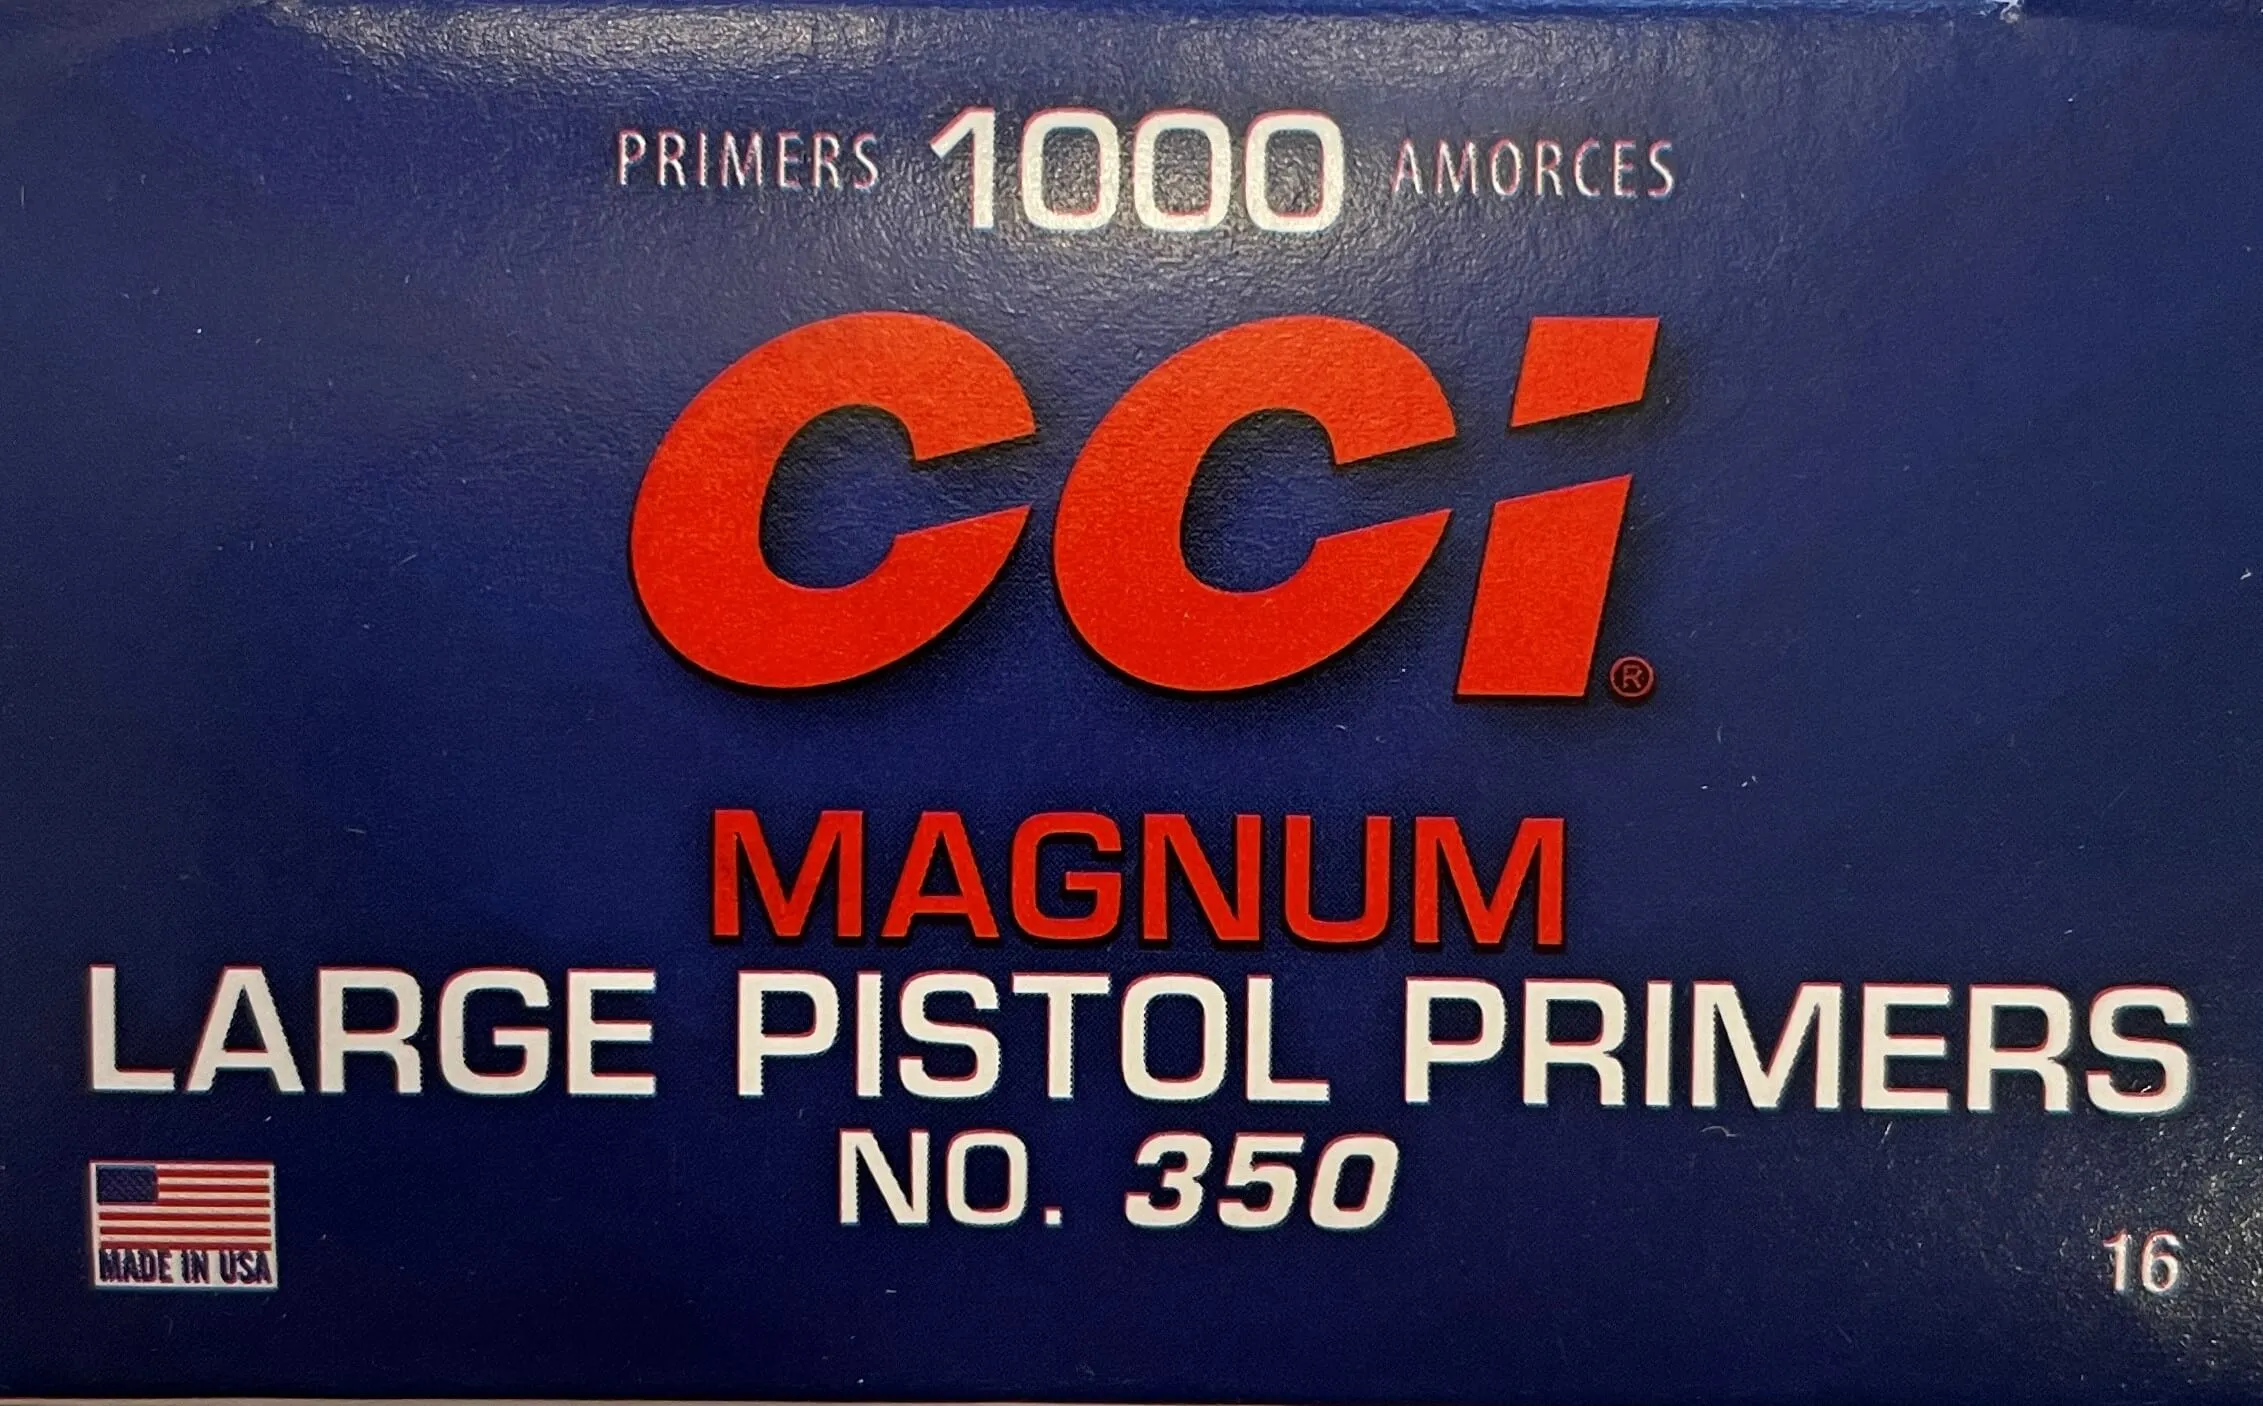 PRIMERS 1000 AMORCES
CCI®
MAGNUM
LARGE PISTOL PRIMERS
NO. 350
MADE IN USA
16